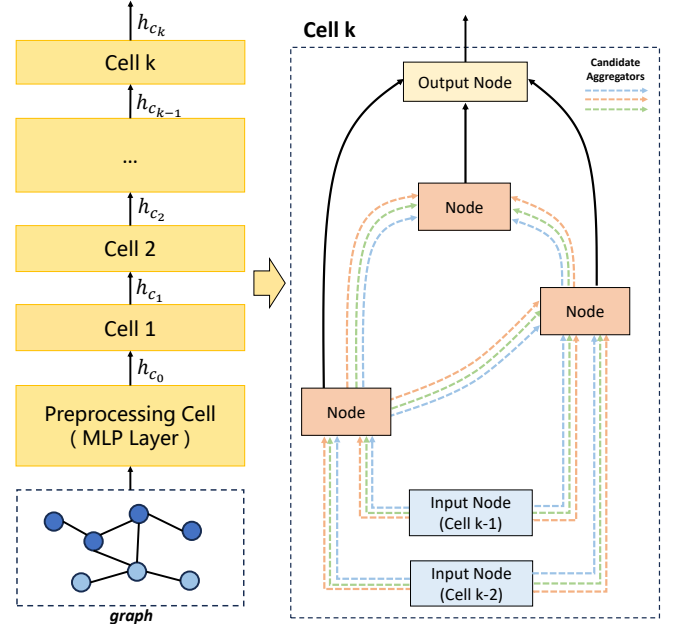 h_{c_k}
Cell k
h_{c_{k-1}}
...
h_{c_2}
Cell 2
h_{c_1}
Cell 1
h_{c_0}
Preprocessing Cell
( MLP Layer )
graph
Cell k
Candidate
Aggregators
Output Node
Node
Node
Node
Input Node
(Cell k-1)
Input Node
(Cell k-2)